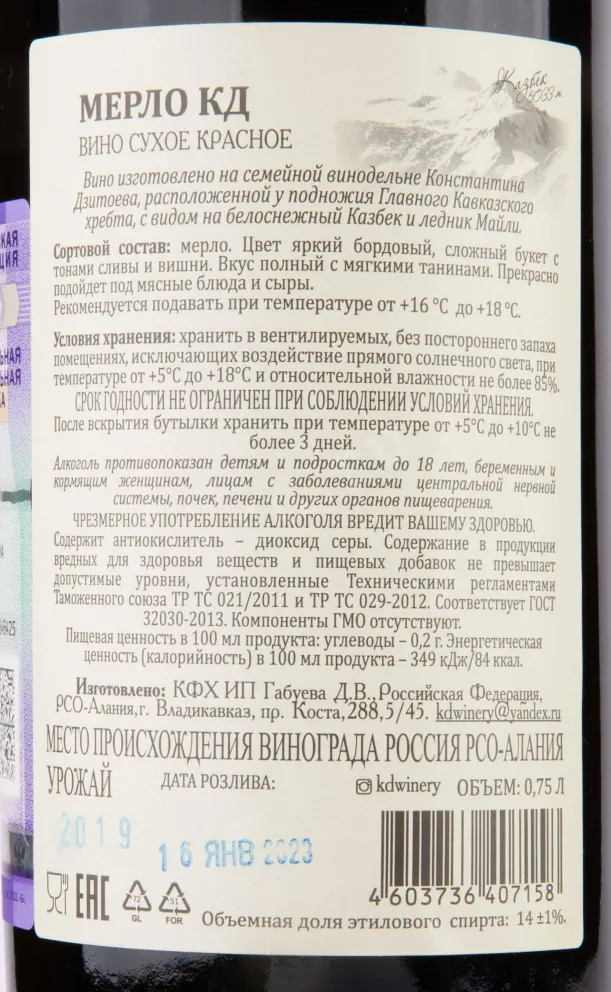 Казбек
5033 м
МЕРЛО КД
ВИНО СУХОЕ КРАСНОЕ
Вино изготовлено на семейной винодельне Константина
Дзитоева, расположенной у подножия Главного Кавказского
хребта, с видом на белоснежный Казбек и ледник Майли.
Сортовой состав: мерло. Цвет яркий бордовый, сложный букет с
тонами сливы и вишни. Вкус полный с мягкими танинами. Прекрасно
подойдет под мясные блюда и сыры.
Рекомендуется подавать при температуре от +16 °C до +18 °C.
Условия хранения: хранить в вентилируемых, без постороннего запаха
помещениях, исключающих воздействие прямого солнечного света, при
температуре от +5°C до +18°C и относительной влажности не более 85%.
СРОК ГОДНОСТИ НЕ ОГРАНИЧЕН ПРИ СОБЛЮДЕНИИ УСЛОВИЙ ХРАНЕНИЯ.
После вскрытия бутылки хранить при температуре от +5°C до +10°C не
более 3 дней.
Алкоголь противопоказан детям и подросткам до 18 лет, беременным и
кормящим женщинам, лицам с заболеваниями центральной нервной
системы, почек, печени и других органов пищеварения.
ЧРЕЗМЕРНОЕ УПОТРЕБЛЕНИЕ АЛКОГОЛЯ ВРЕДИТ ВАШЕМУ ЗДОРОВЬЮ.
Содержит антиокислитель – диоксид серы. Содержание в продукции
вредных для здоровья веществ и пищевых добавок не превышает
допустимые уровни, установленные Техническими регламентами
Таможенного союза ТР ТС 021/2011 и ТР ТС 029-2012. Соответствует ГОСТ
32030-2013. Компоненты ГМО отсутствуют.
Пищевая ценность в 100 мл продукта: углеводы – 0,2 г. Энергетическая
ценность (калорийность) в 100 мл продукта – 349 кДж/84 ккал.
Изготовлено: КФХ ИП Габуева Д.В., Российская Федерация,
РСО-Алания, г. Владикавказ, пр. Коста, 288, 5/45. kdwinery@yandex.ru
МЕСТО ПРОИСХОЖДЕНИЯ ВИНОГРАДА РОССИЯ РСО-АЛАНИЯ
УРОЖАЙ ДАТА РОЗЛИВА: kdwinery ОБЪЕМ: 0,75 Л
2019 16 ЯНВ 2023
4 603736 407158
EAC 72 GL 51 FOR
Объемная доля этилового спирта: 14 ±1%.